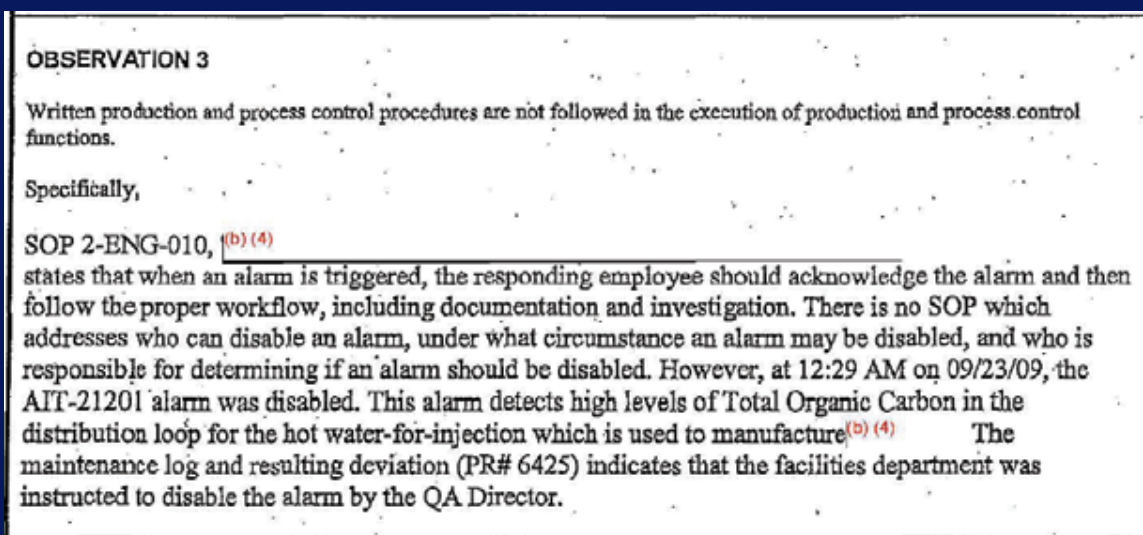 OBSERVATION 3
Written production and process control procedures are not followed in the execution of production and process control
functions.
Specifically,
SOP 2-ENG-010, (b) (4)
states that when an alarm is triggered, the responding employee should acknowledge the alarm and then
follow the proper workflow, including documentation and investigation. There is no SOP which
addresses who can disable an alarm, under what circumstance an alarm may be disabled, and who is
responsible for determining if an alarm should be disabled. However, at 12:29 AM on 09/23/09, the
AIT-21201 alarm was disabled. This alarm detects high levels of Total Organic Carbon in the
distribution loop for the hot water-for-injection which is used to manufacture (b) (4) The
maintenance log and resulting deviation (PR# 6425) indicates that the facilities department was
instructed to disable the alarm by the QA Director.